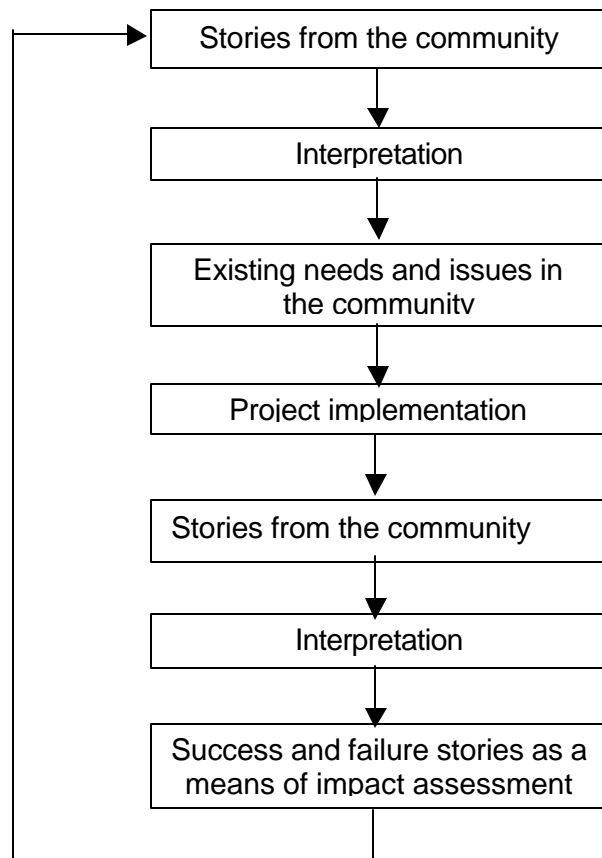 Stories from the community
Interpretation
Existing needs and issues in
the community
Project implementation
Stories from the community
Interpretation
Success and failure stories as a
means of impact assessment